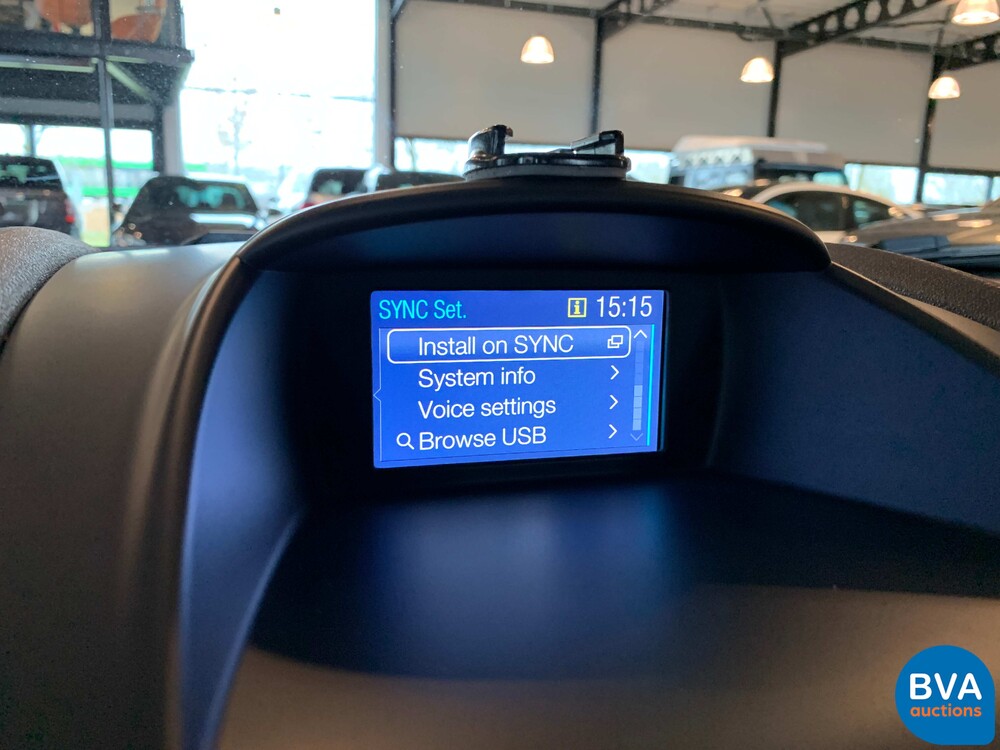 SYNC Set. i 15:15
Install on SYNC
System info
Voice settings
Browse USB
BVA
auctions